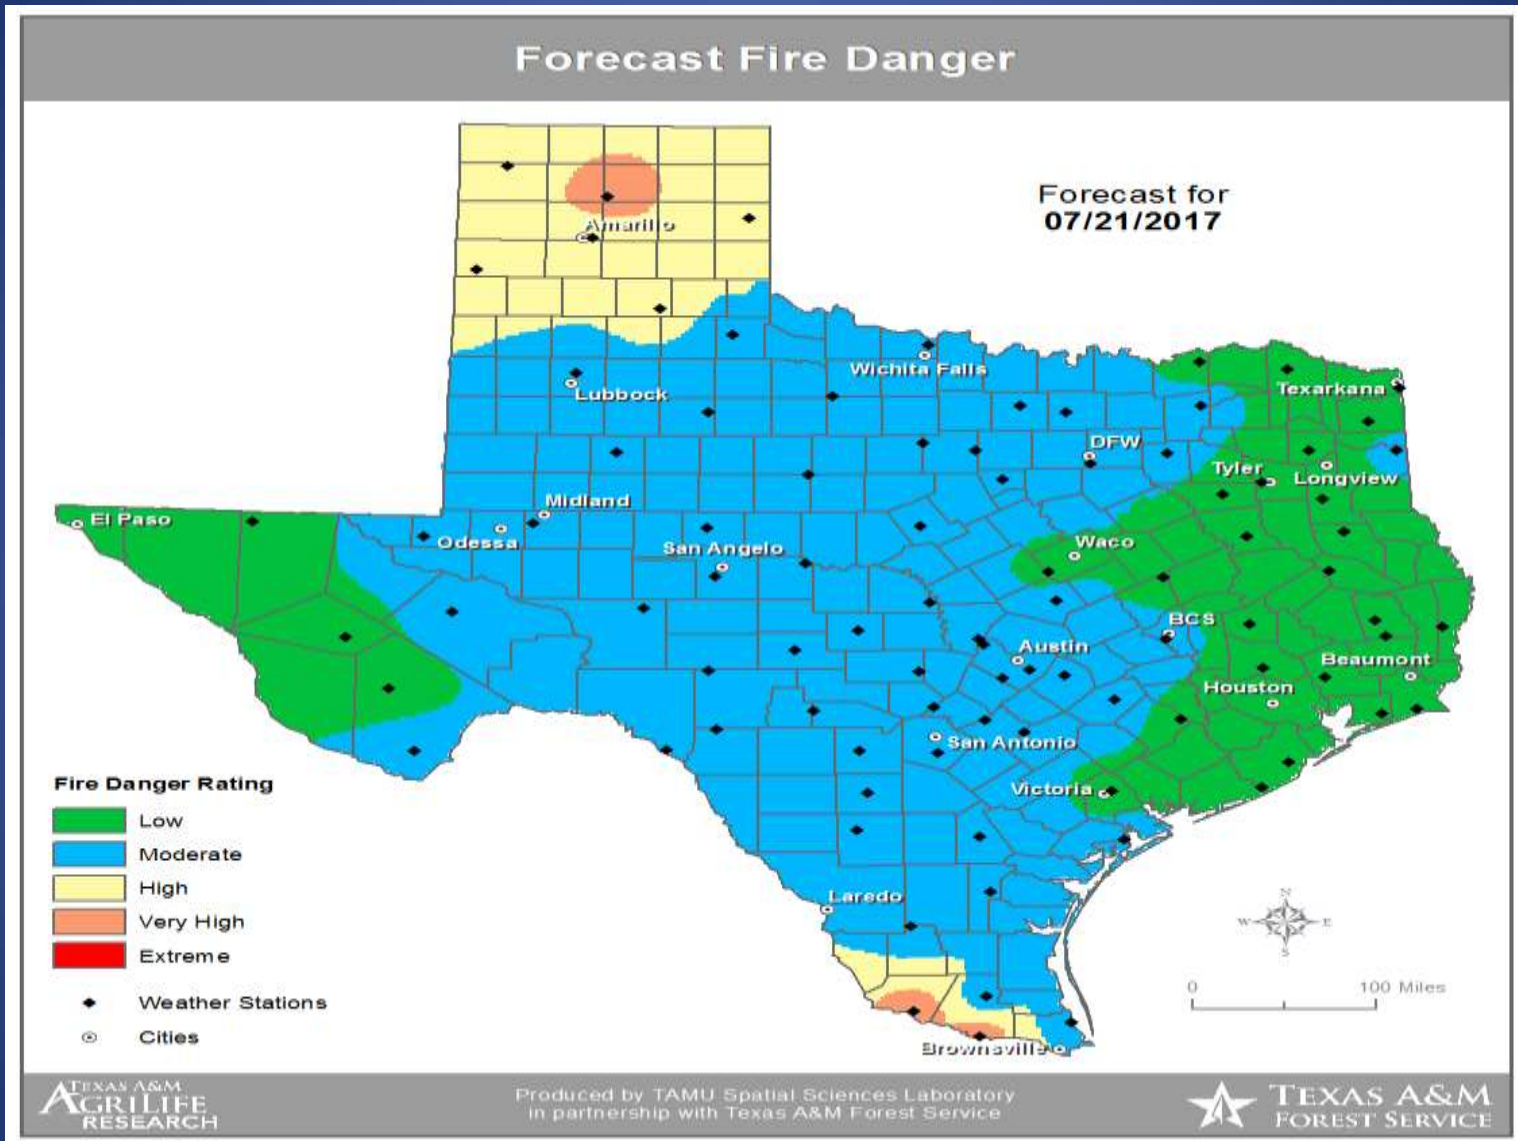 Forecast Fire Danger
Forecast for
07/21/2017
Amarillo
Wichita Falls
Lubbock
Texarkana
DFW
Tyler
Longview
Midland
El Paso
Odessa
San Angelo
Waco
BCS
Austin
Beaumont
Houston
San Antonio
Victoria
Laredo
Brownsville
Fire Danger Rating
Low
Moderate
High
Very High
Extreme
Weather Stations
Cities
N
W E
S
0 100 Miles
TEXAS A&M
AGRILIFE
RESEARCH
Produced by TAMU Spatial Sciences Laboratory
in partnership with Texas A&M Forest Service
TEXAS A&M
FOREST SERVICE